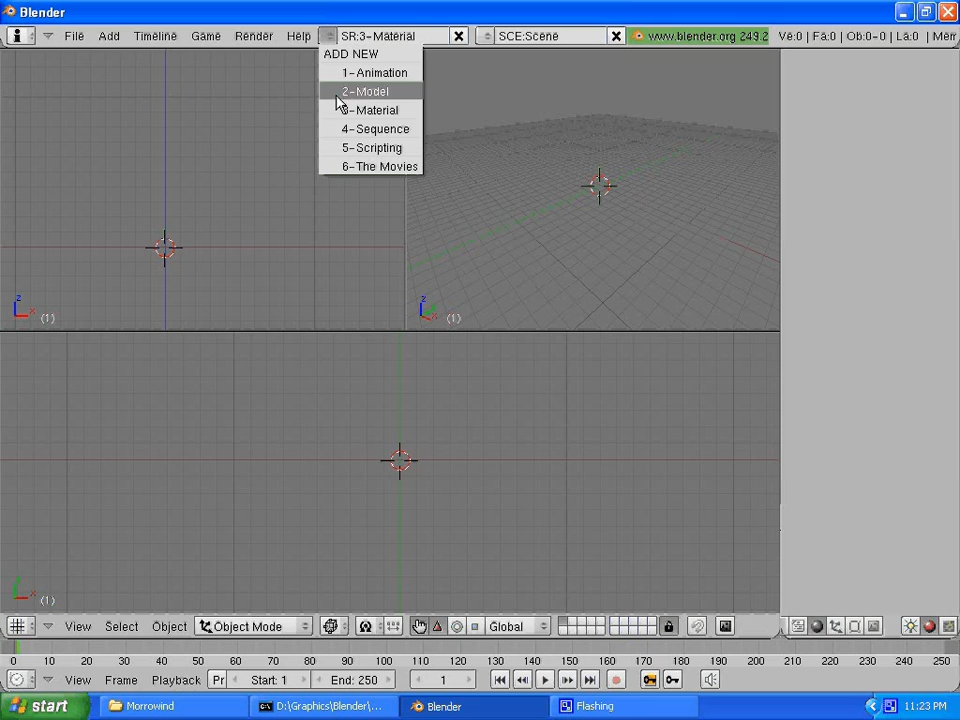 Blender
File Add Timeline Game Render Help SR:3-Material SCE:Scene www.blender.org 249.2 Ve:0 | Fa:0 | Ob:0-0 | La:0 | Mem
ADD NEW
1-Animation
2-Model
3-Material
4-Sequence
5-Scripting
6-The Movies
z x (1)
z (1)
x (1)
View Select Object Object Mode Global
0 10 20 30 40 50 60 70 80 90 100 110 120 130 140 150 160 170 180 190 200 210 220 230 240 250
View Frame Playback Pr Start: 1 End: 250 1
start Morrowind D:\Graphics\Blender\... Blender Flashing 11:23 PM